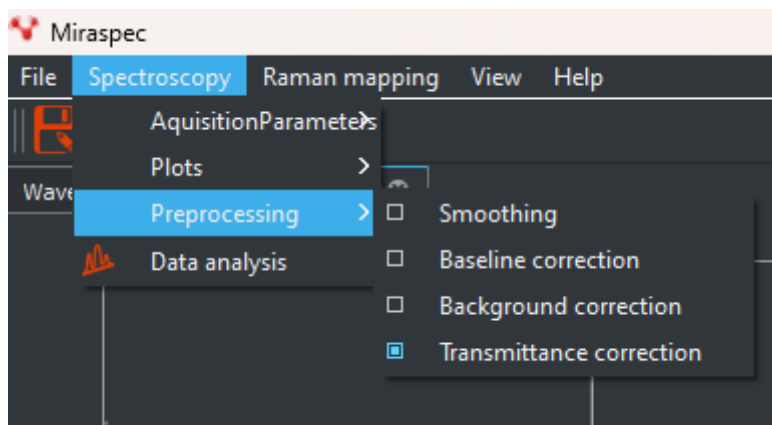 Miraspec
File Spectroscopy Raman mapping View Help
AquisitionParameters
Plots
Wave
Preprocessing
Smoothing
Data analysis
Baseline correction
Background correction
Transmittance correction